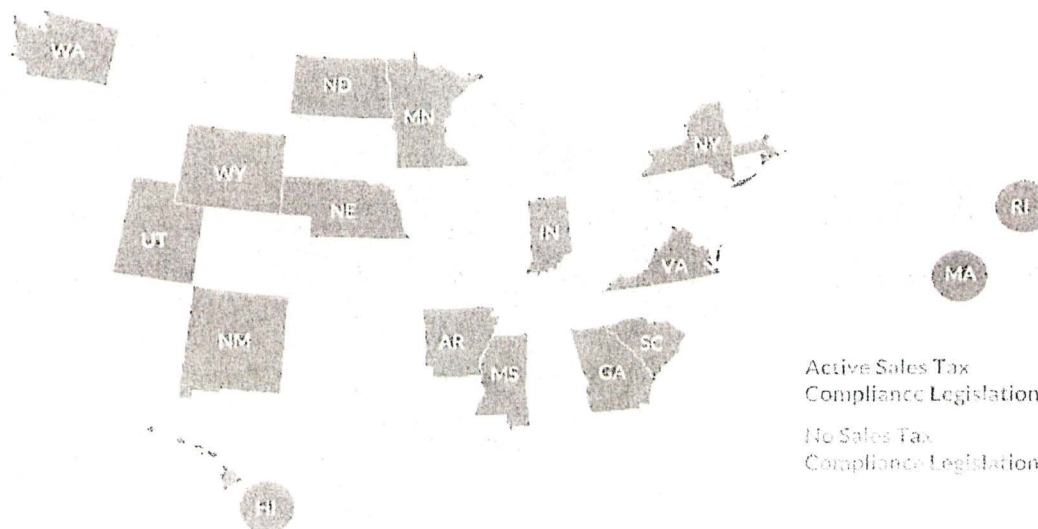 WA
ND
MN
NY
WY
NE
RI
IN
UT
VA
MA
NM
AR
SC
MS
GA
Active Sales Tax
Compliance Legislation
No Sales Tax
Compliance Legislation
HI